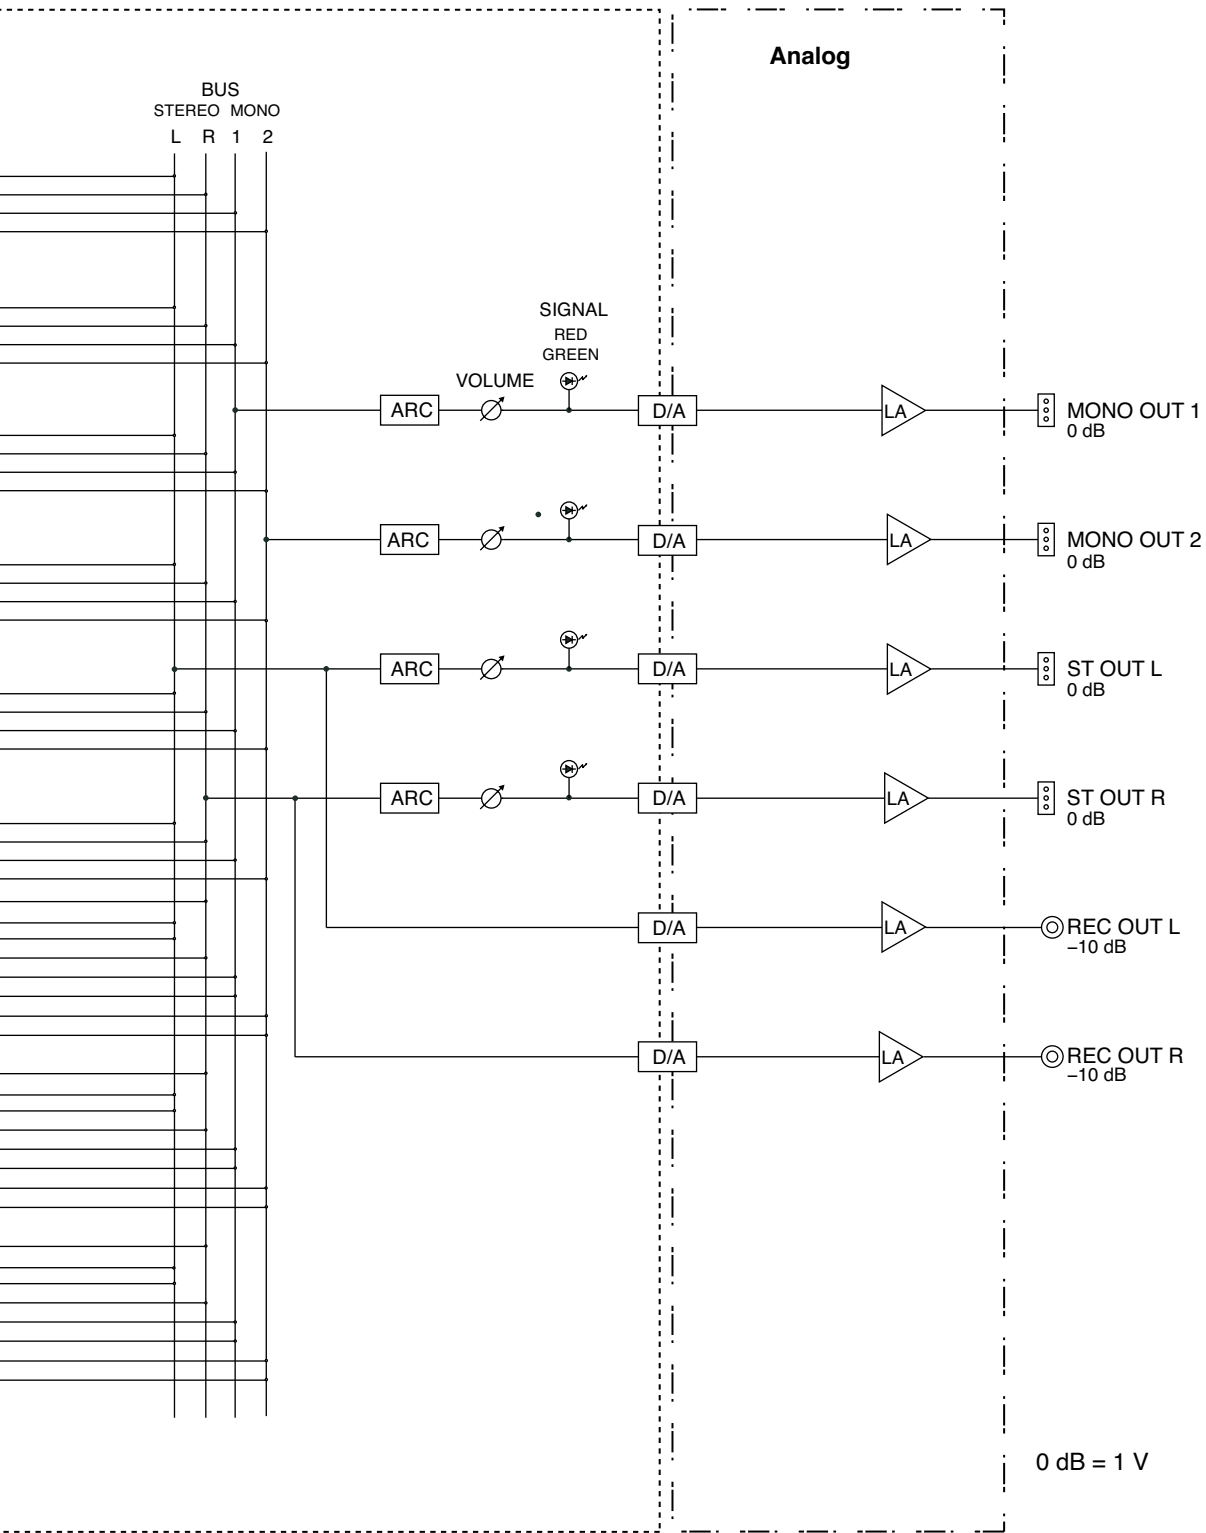 Analog
BUS
STEREO MONO
L R 1 2
SIGNAL
RED
GREEN
VOLUME
ARC D/A LA MONO OUT 1
0 dB
ARC D/A LA MONO OUT 2
0 dB
ARC D/A LA ST OUT L
0 dB
ARC D/A LA ST OUT R
0 dB
D/A LA REC OUT L
–10 dB
D/A LA REC OUT R
–10 dB
0 dB = 1 V